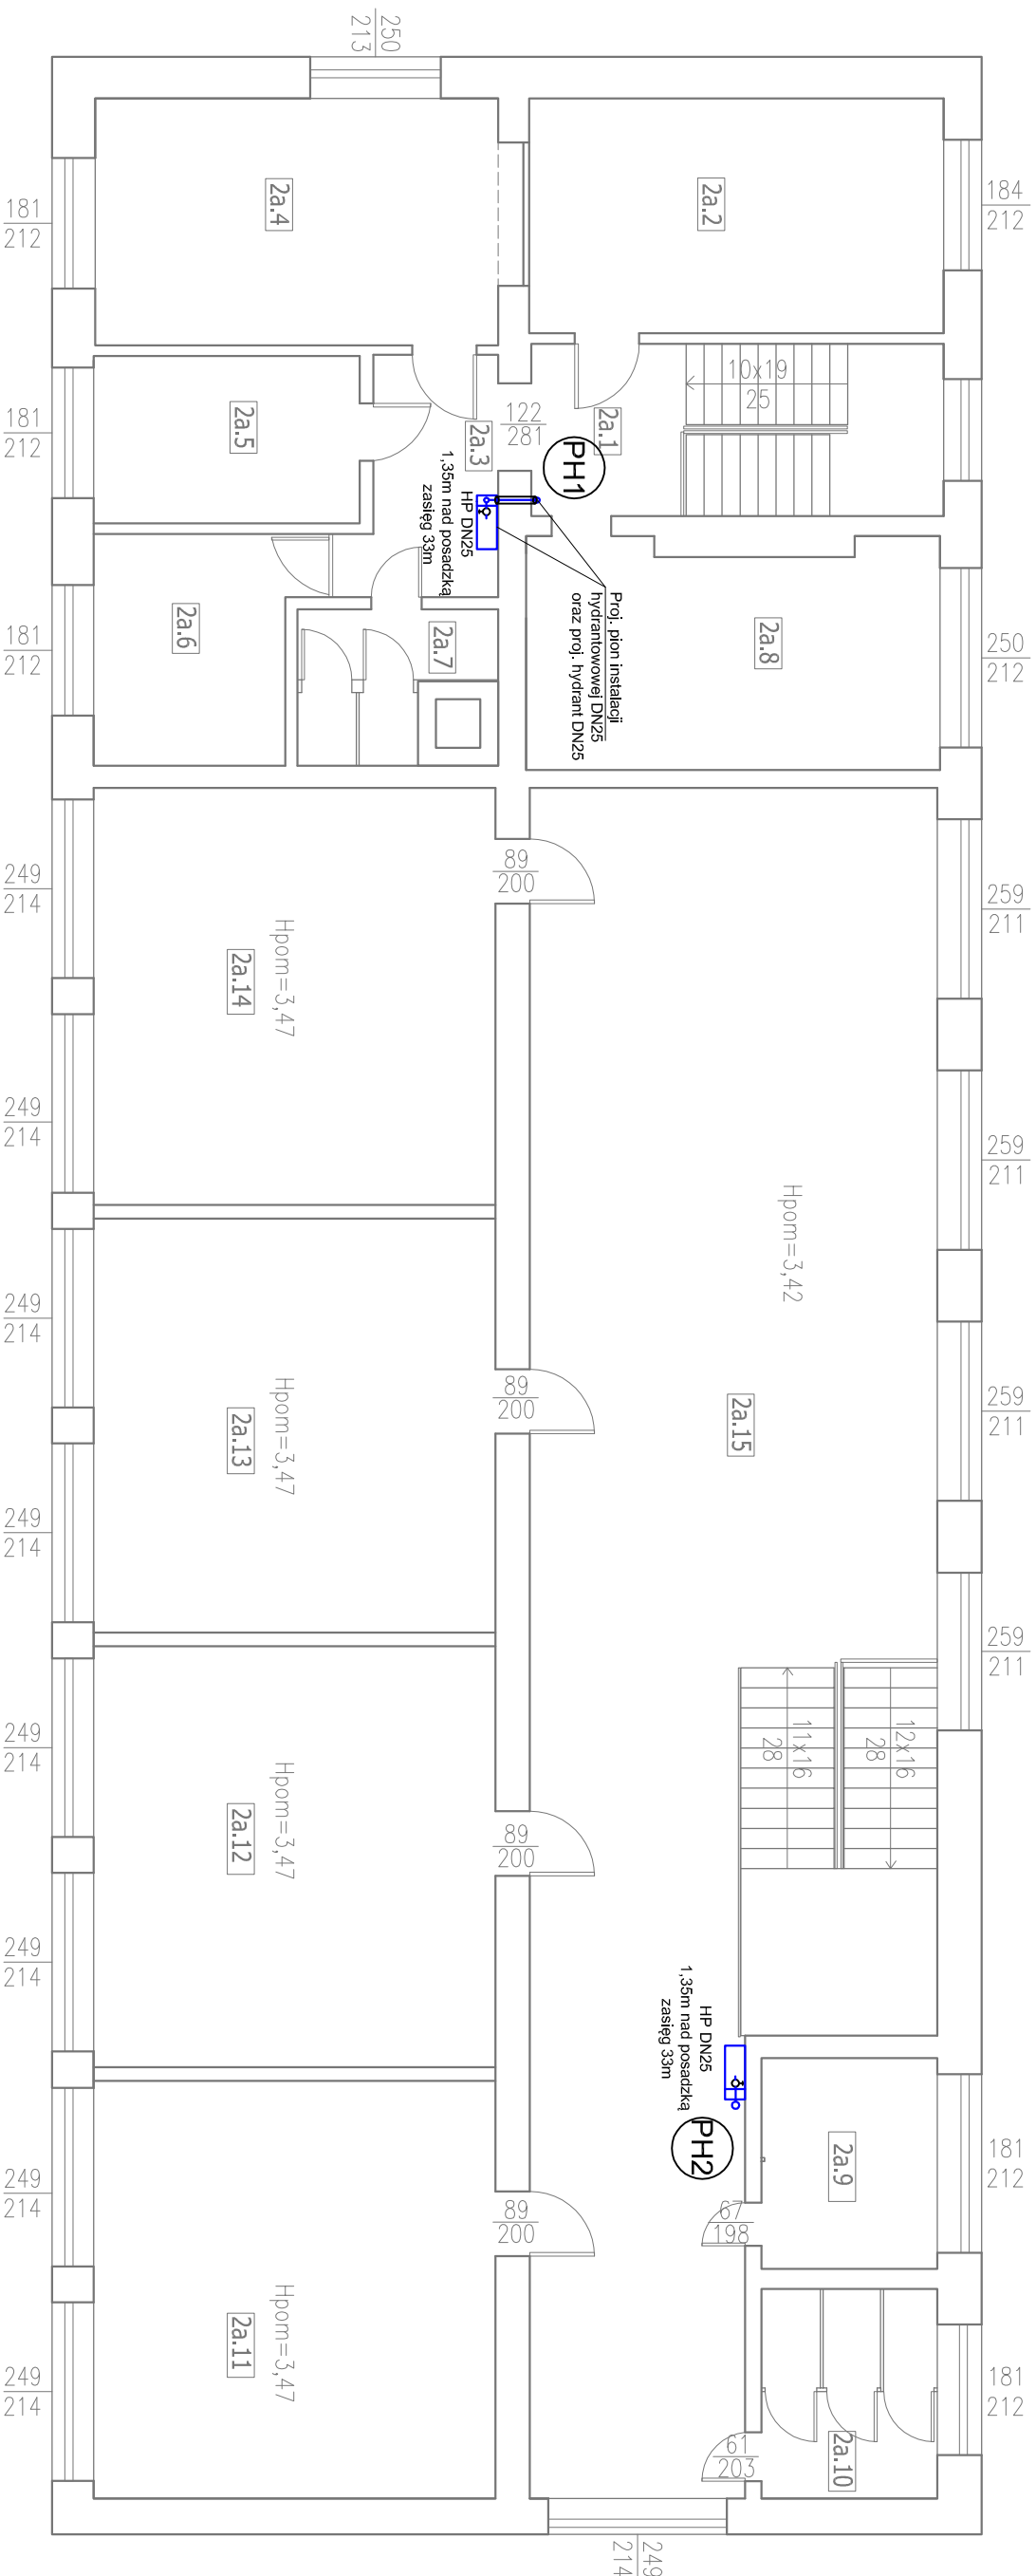 250
213
184
212
2a.4
2a.2
181
212
10x19
25
122
281
2a.1
2a.3
PH1
2a.5
181
212
HP DN25
1,35m nad posadzką
zasięg 33m
Proj. pion instalacji
hydrantowowej DN25
oraz proj. hydrant DN25
2a.6
2a.7
2a.8
181
212
250
212
89
200
249
214
259
211
Hpom=3,47
2a.14
249
214
259
211
Hpom=3,42
249
214
89
200
Hpom=3,47
2a.13
2a.15
259
211
249
214
259
211
12x16
28
11x16
28
249
214
Hpom=3,47
2a.12
89
200
249
214
HP DN25
1,35m nad posadzką
zasięg 33m
PH2
2a.9
181
212
249
214
89
200
67
198
Hpom=3,47
2a.11
249
214
181
212
61
203
2a.10
249
214